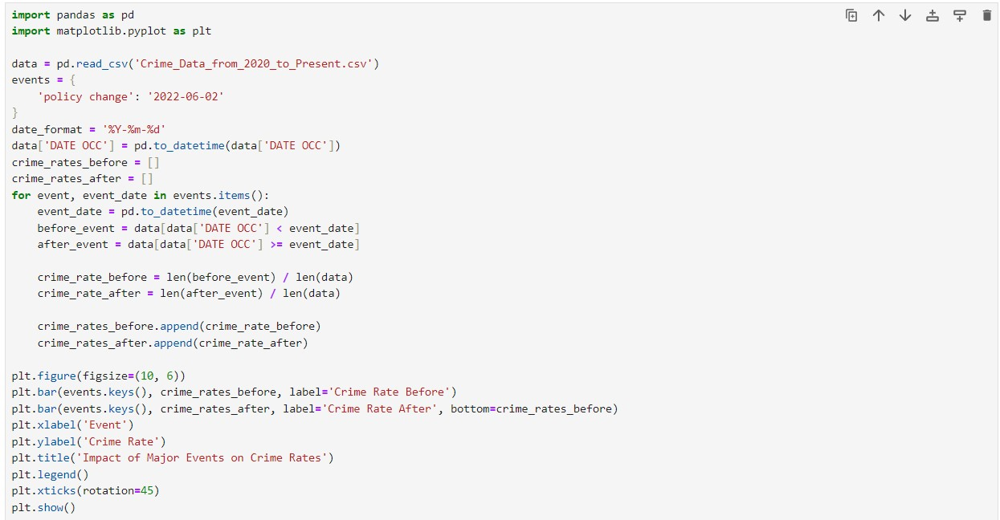 import pandas as pd
import matplotlib.pyplot as plt

data = pd.read_csv('Crime_Data_from_2020_to_Present.csv')
events = {
    'policy change': '2022-06-02'
}
date_format = '%Y-%m-%d'
data['DATE OCC'] = pd.to_datetime(data['DATE OCC'])
crime_rates_before = []
crime_rates_after = []
for event, event_date in events.items():
    event_date = pd.to_datetime(event_date)
    before_event = data[data['DATE OCC'] < event_date]
    after_event = data[data['DATE OCC'] >= event_date]

    crime_rate_before = len(before_event) / len(data)
    crime_rate_after = len(after_event) / len(data)

    crime_rates_before.append(crime_rate_before)
    crime_rates_after.append(crime_rate_after)

plt.figure(figsize=(10, 6))
plt.bar(events.keys(), crime_rates_before, label='Crime Rate Before')
plt.bar(events.keys(), crime_rates_after, label='Crime Rate After', bottom=crime_rates_before)
plt.xlabel('Event')
plt.ylabel('Crime Rate')
plt.title('Impact of Major Events on Crime Rates')
plt.legend()
plt.xticks(rotation=45)
plt.show()